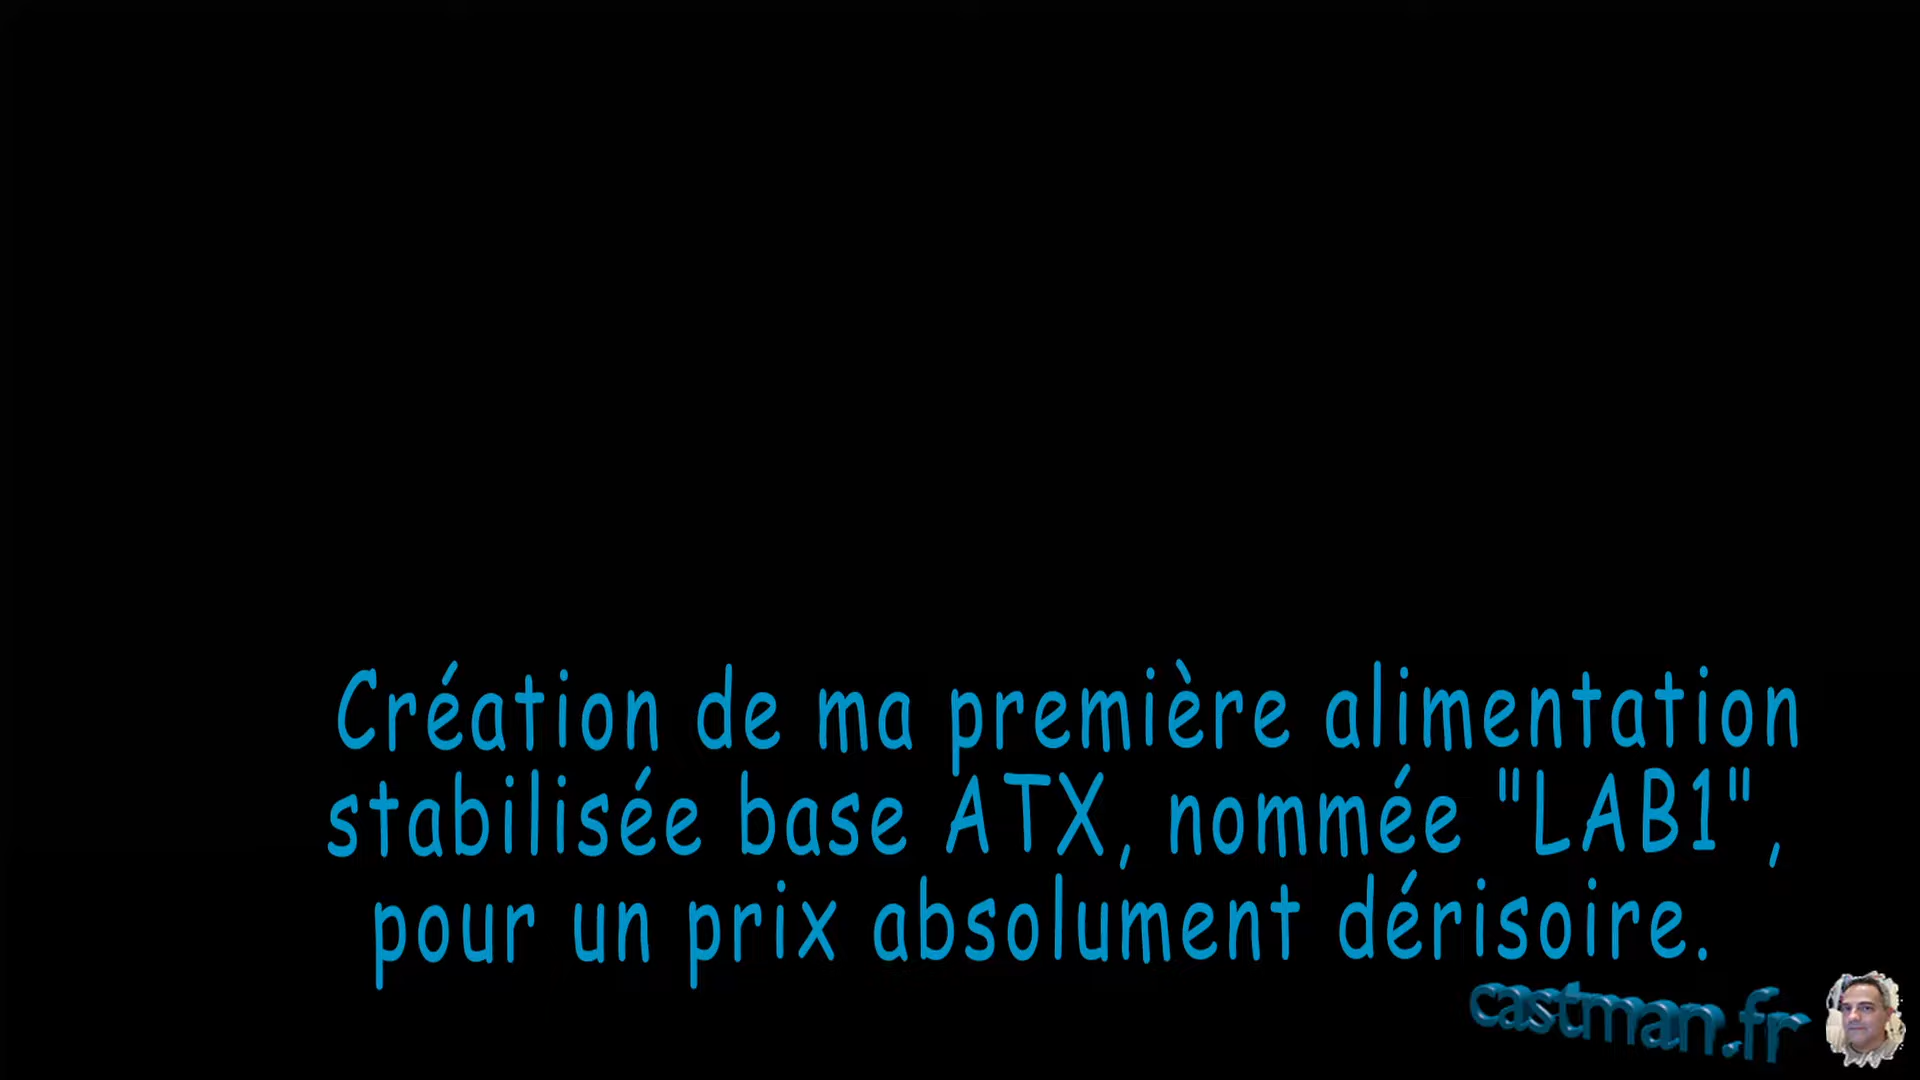 Création de ma première alimentation
stabilisée base ATX, nommée "LAB1",
pour un prix absolument dérisoire.
castman.fr